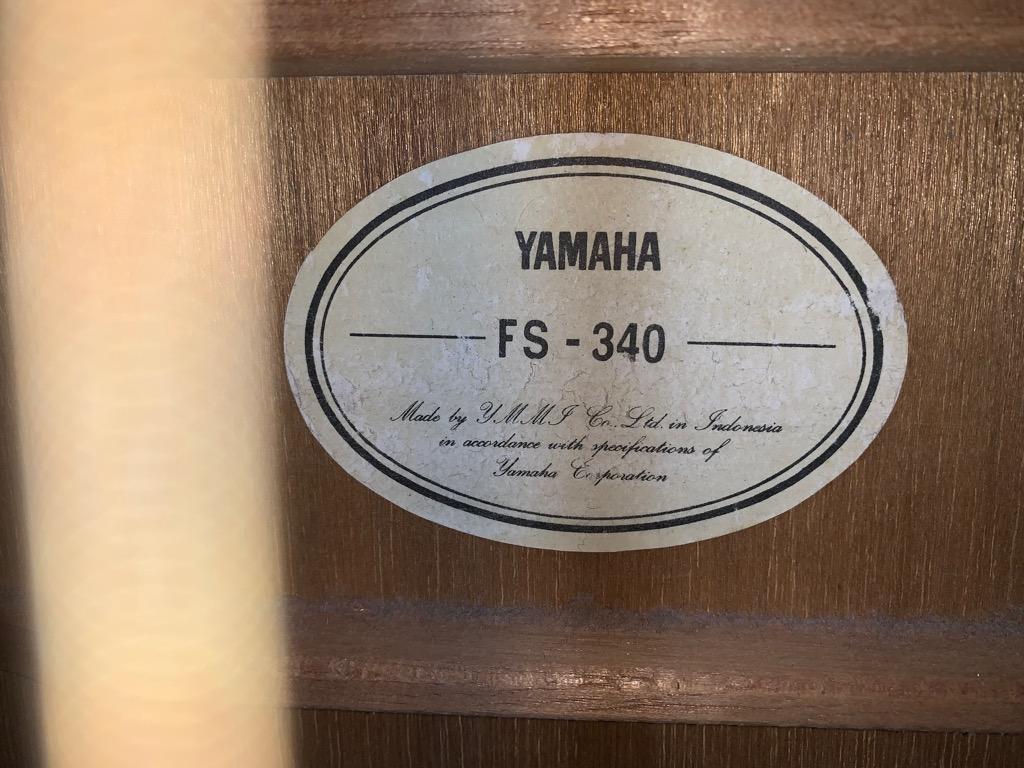 YAMAHA
FS - 340
Made by YMMI Co. Ltd. in Indonesia
in accordance with specifications of
Yamaha Corporation